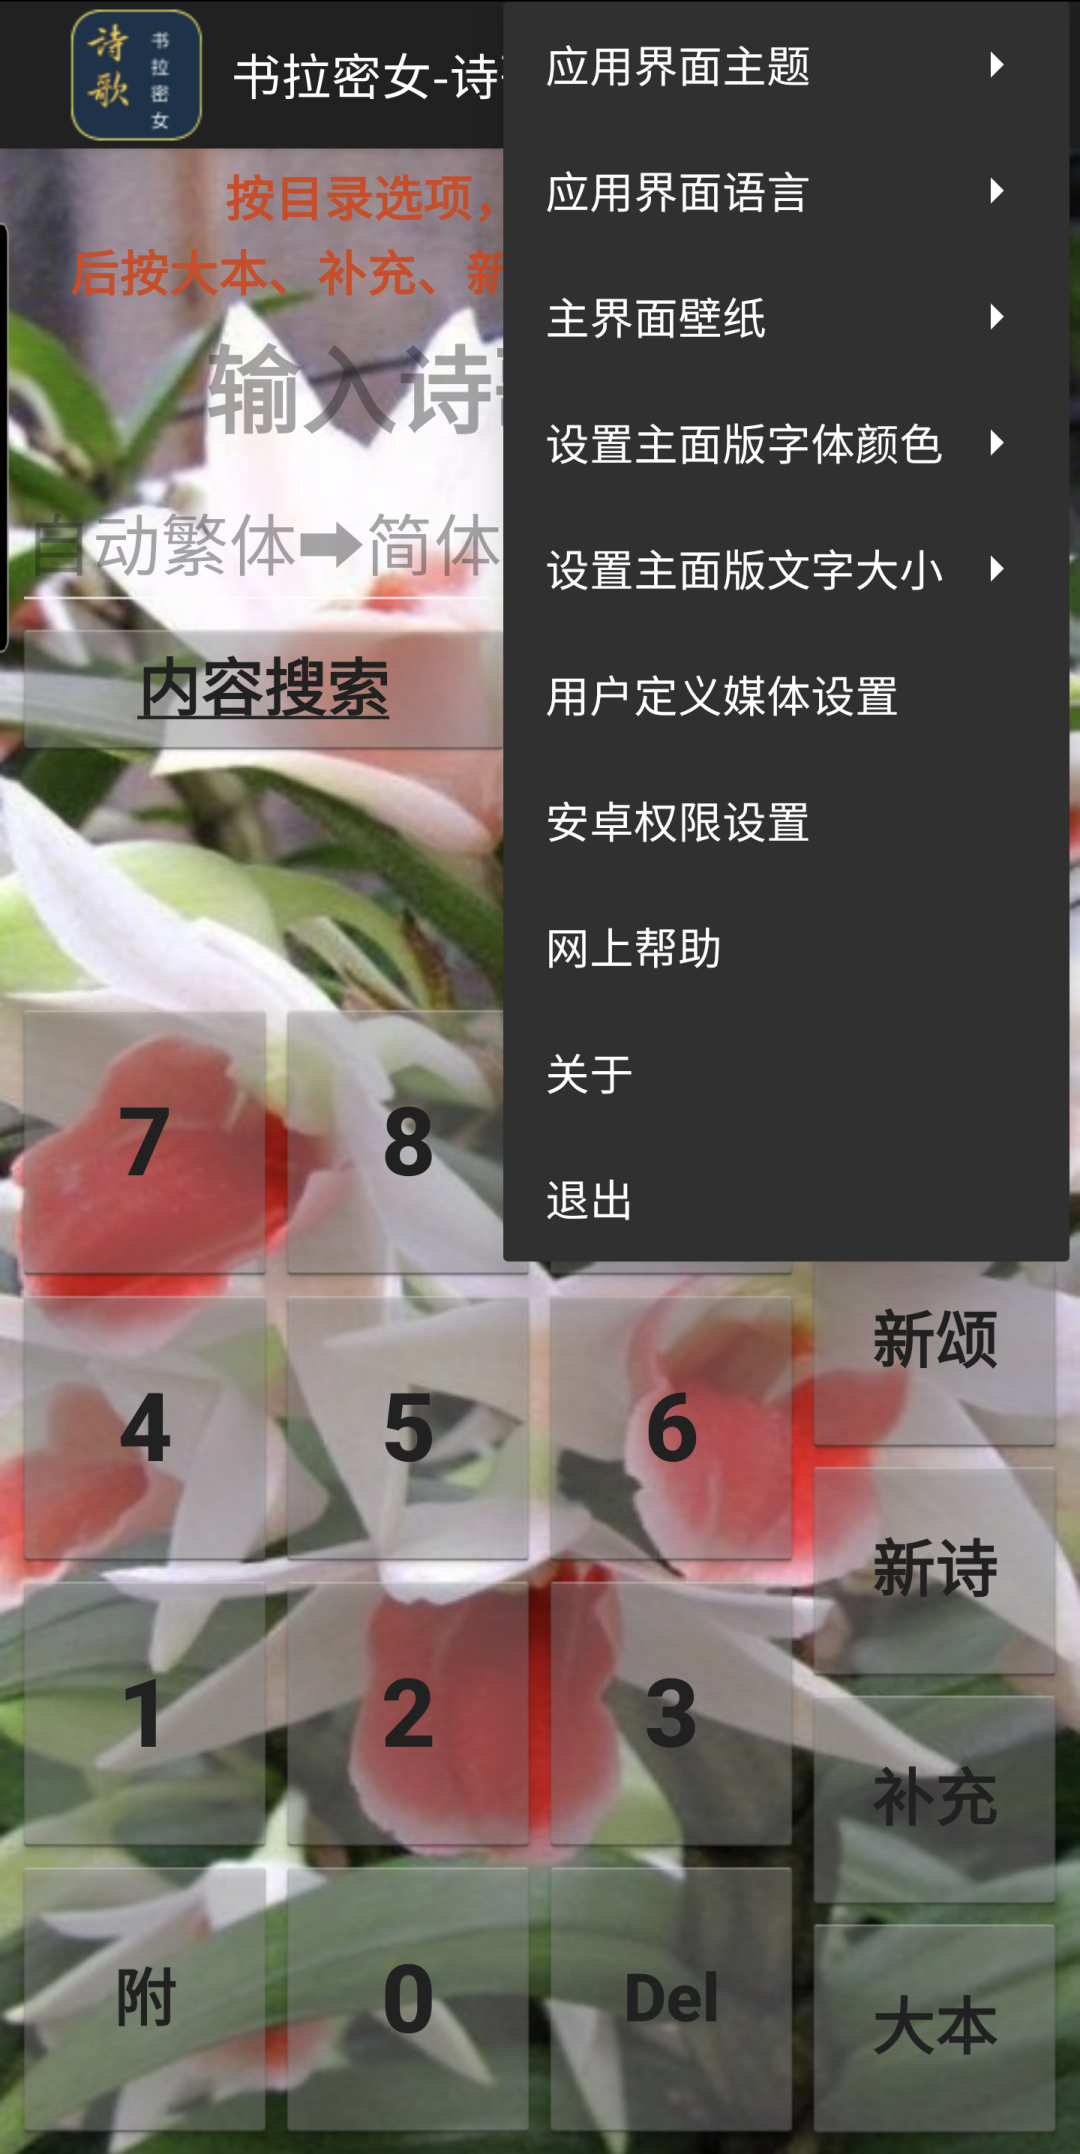 诗歌
书拉密女
书拉密女-诗
应用界面主题
应用界面语言
主界面壁纸
设置主面版字体颜色
设置主面版文字大小
用户定义媒体设置
安卓权限设置
网上帮助
关于
退出
按目录选项，
后按大本、补充、新
输入诗
自动繁体➡简体
内容搜索
7
8
4
5
6
新颂
1
2
3
新诗
补充
附
0
Del
大本